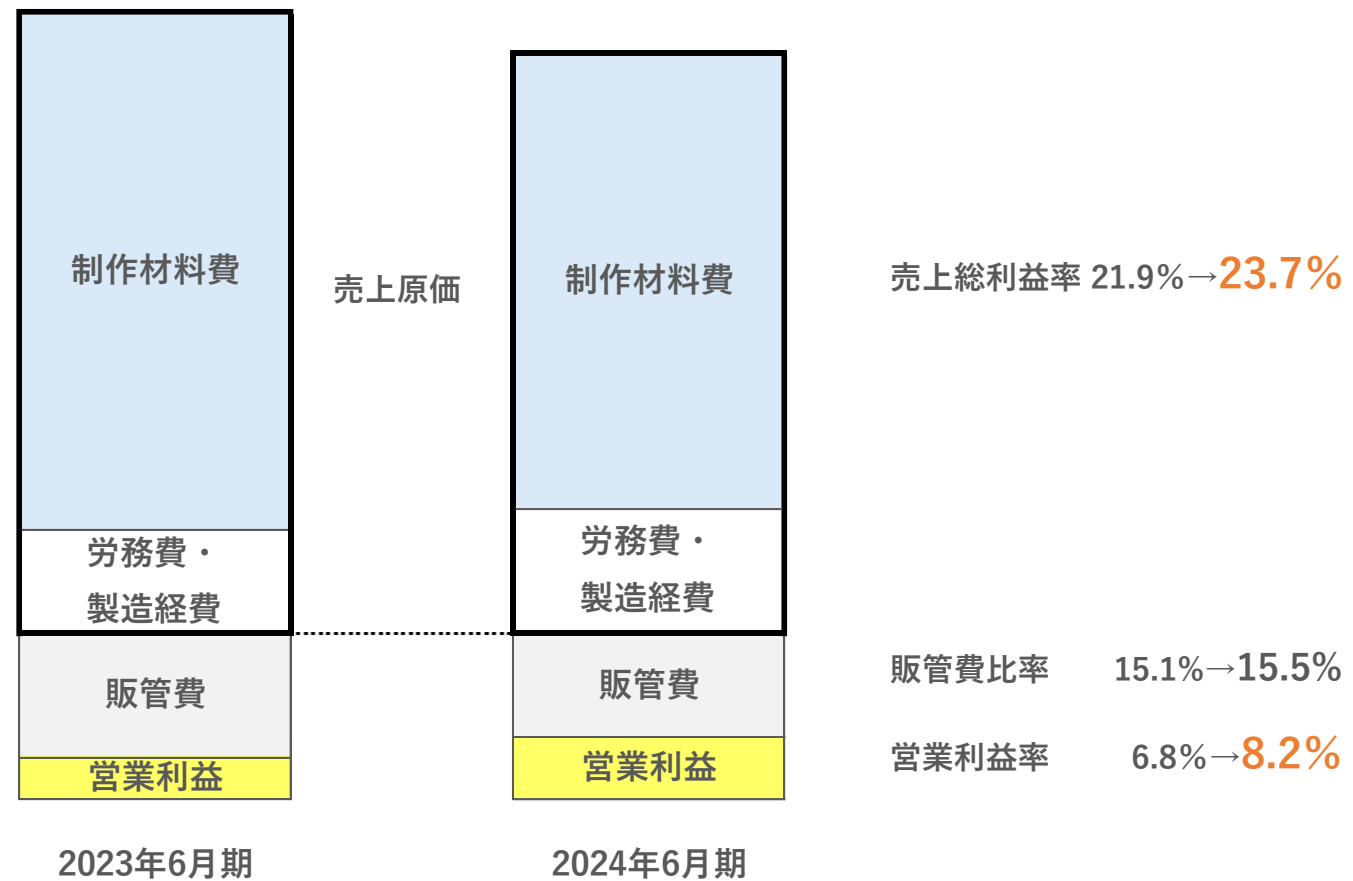 制作材料費
労務費・
製造経費
販管費
営業利益
2023年6月期
売上原価
制作材料費
労務費・
製造経費
販管費
営業利益
2024年6月期
売上総利益率 21.9%→23.7%
販管費比率 15.1%→15.5%
営業利益率 6.8%→8.2%